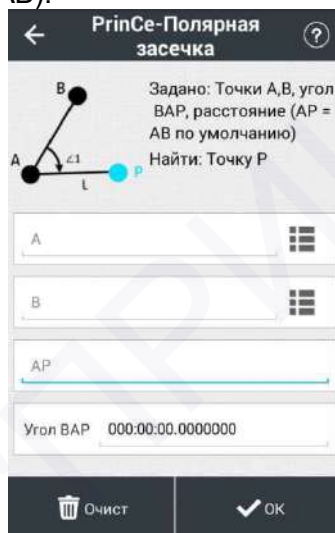 PrinCe-Полярная
засечка
?
Задано: Точки A,B, угол
BAP, расстояние (AP =
AB по умолчанию)
Найти: Точку P
B
A
∠1
L
P
A
B
AP
Угол BAP 000:00:00.0000000
Очист
ОК